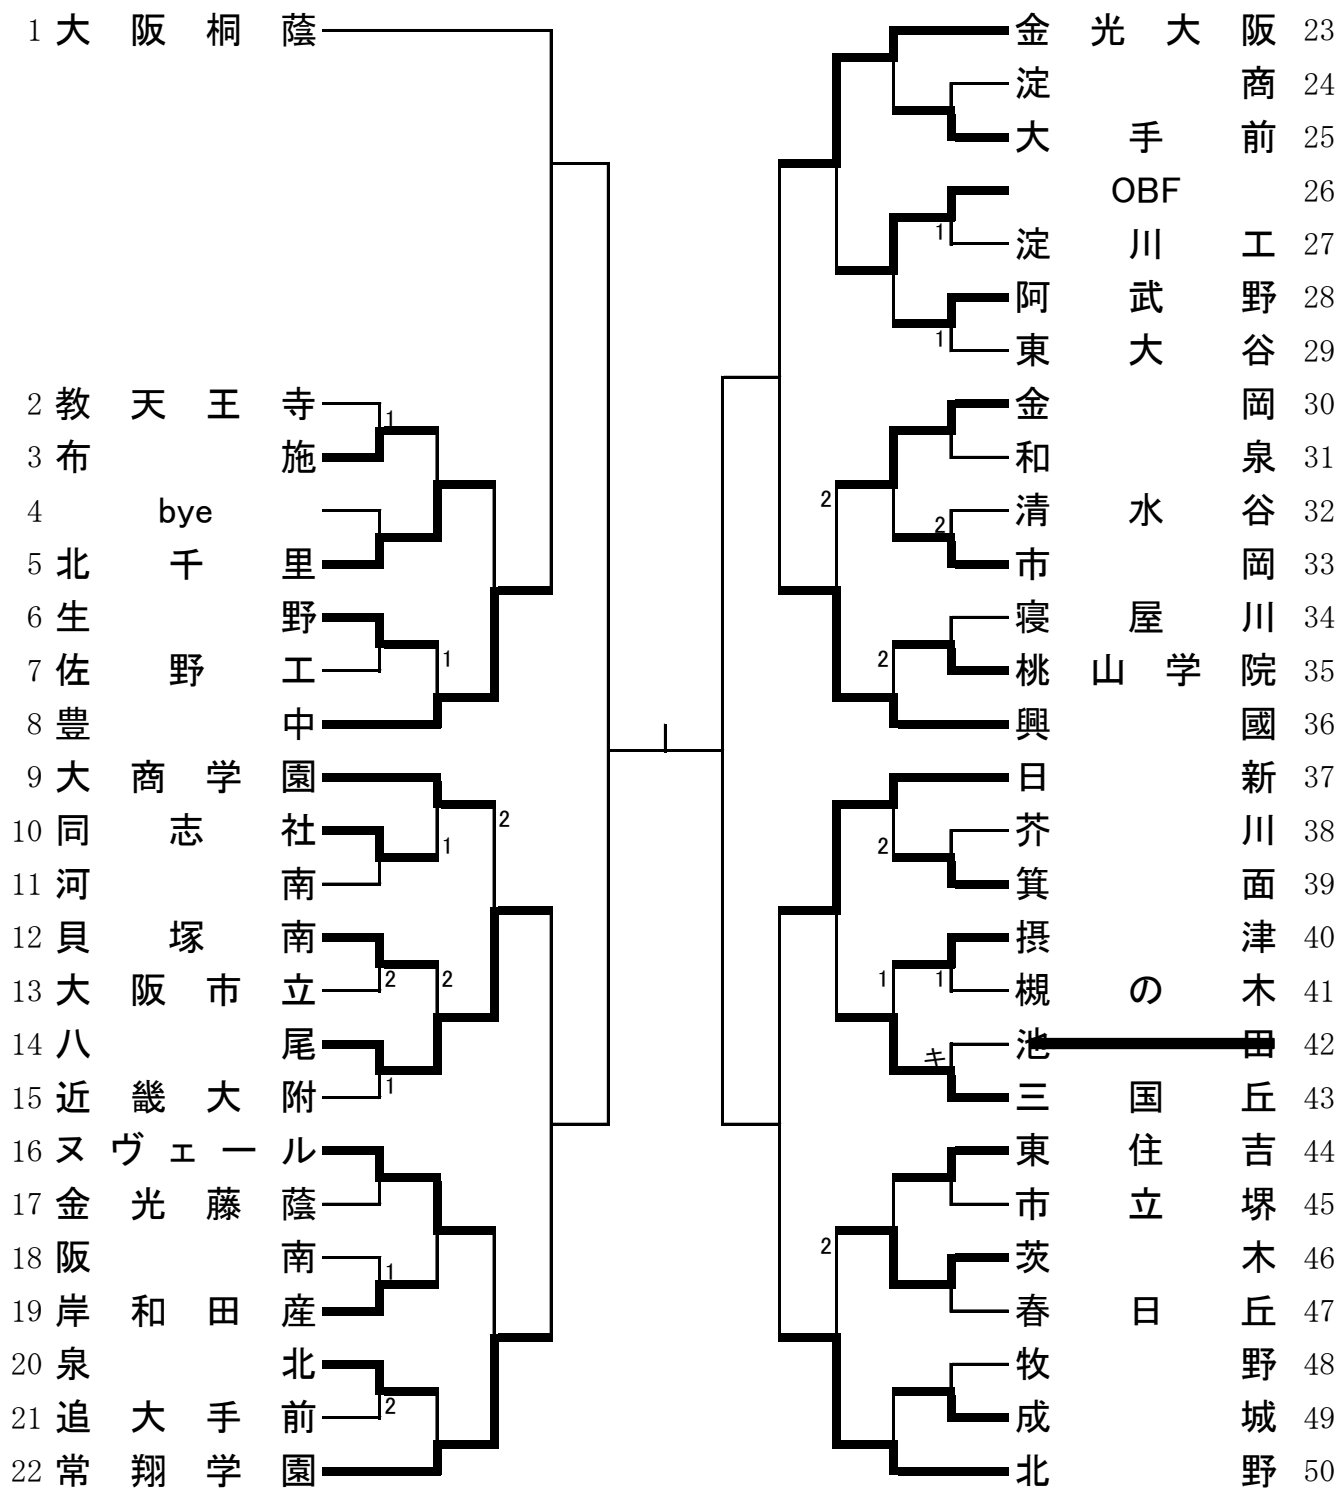 1 大阪桐蔭
2 教天王寺
1
3 布施
4 bye
5 北千里
6 生野
1
7 佐野工
8 豊中
9 大商学園
2
10 同志社
1
11 河南
12 貝塚南
2 2
13 大阪市立
14 八尾
1
15 近畿大附
16 ヌヴェール
17 金光藤蔭
18 阪南
1
19 岸和田産
20 泉北
2
21 追大手前
22 常翔学園
金光大阪 23
淀商 24
大手前 25
OBF 26
1
淀川工 27
阿武野 28
1
東大谷 29
金岡 30
和泉 31
2
清水谷 32
2
市岡 33
寝屋川 34
2
桃山学院 35
興國 36
日新 37
芥川 38
2
箕面 39
摂津 40
1 1
槻の木 41
池田 42
キ
三国丘 43
東住吉 44
市立堺 45
2
茨木 46
春日丘 47
牧野 48
成城 49
北野 50